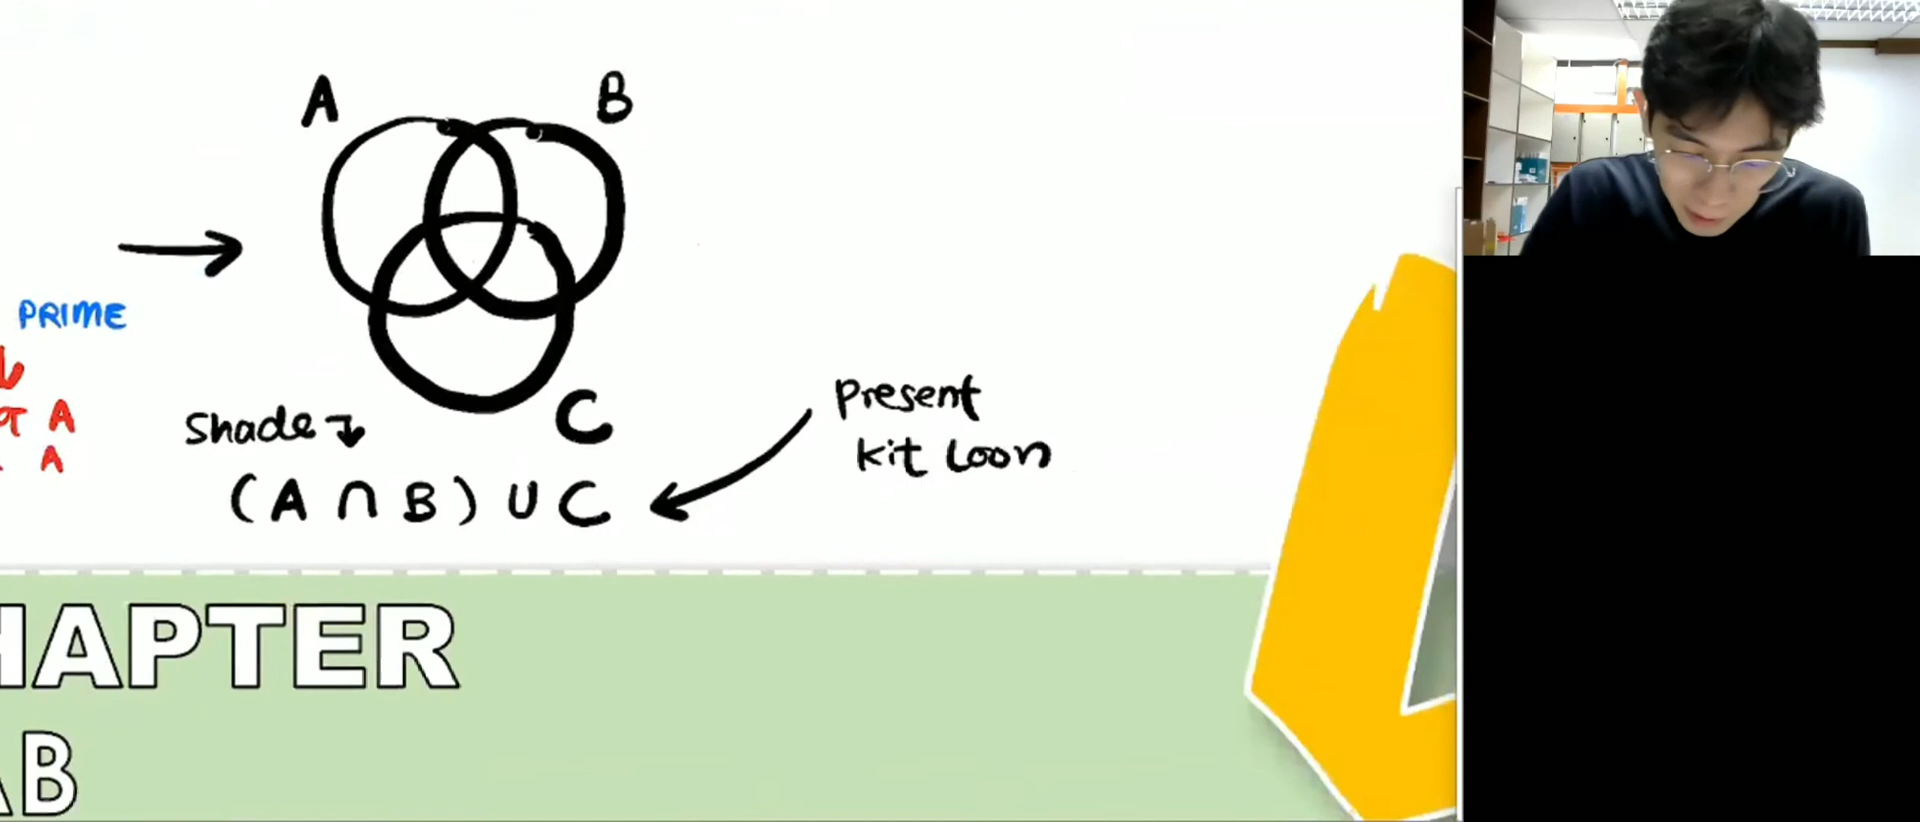 A
B
PRIME
A
A
C
Shade
(A ∩ B) ∪ C
Present
kit Loon
HAPTER
AB